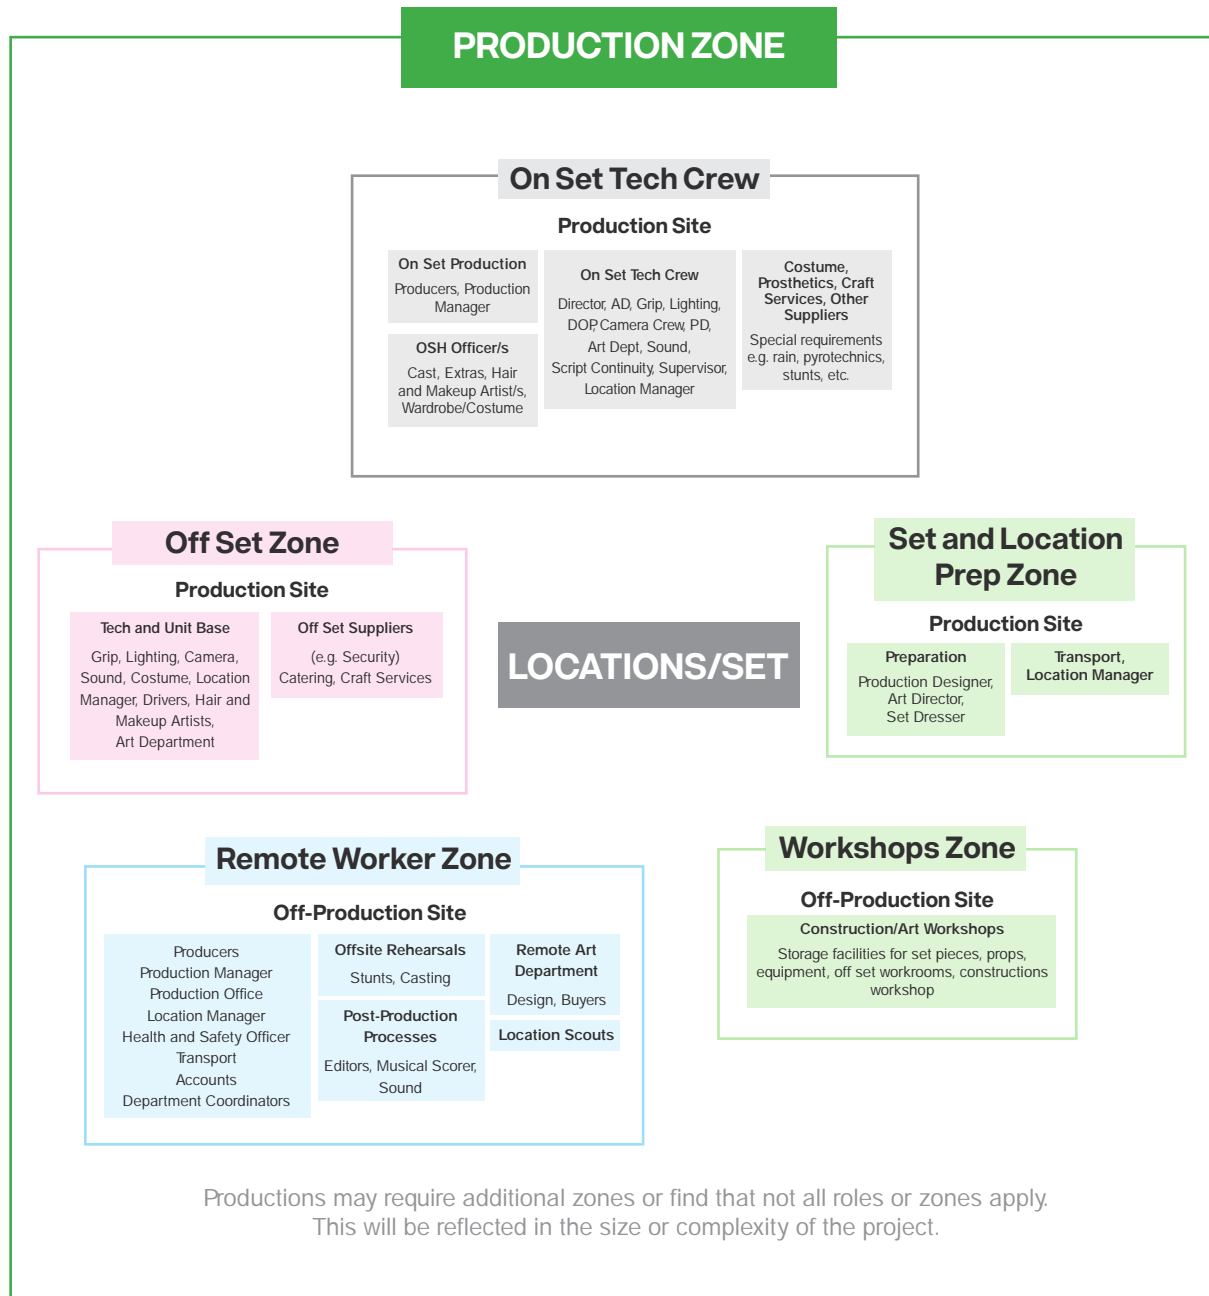 PRODUCTION ZONE
On Set Tech Crew
Production Site
On Set Production
Producers, Production
Manager
OSH Officer/s
Cast, Extras, Hair
and Makeup Artist/s,
Wardrobe/Costume
On Set Tech Crew
Director, AD, Grip, Lighting,
DOP, Camera Crew, PD,
Art Dept, Sound,
Script Continuity, Supervisor,
Location Manager
Costume,
Prosthetics, Craft
Services, Other
Suppliers
Special requirements
e.g. rain, pyrotechnics,
stunts, etc.
Off Set Zone
Production Site
Tech and Unit Base
Grip, Lighting, Camera,
Sound, Costume, Location
Manager, Drivers, Hair and
Makeup Artists,
Art Department
Off Set Suppliers
(e.g. Security)
Catering, Craft Services
LOCATIONS/SET
Set and Location
Prep Zone
Production Site
Preparation
Production Designer,
Art Director,
Set Dresser
Transport,
Location Manager
Remote Worker Zone
Off-Production Site
Producers
Production Manager
Production Office
Location Manager
Health and Safety Officer
Transport
Accounts
Department Coordinators
Offsite Rehearsals
Stunts, Casting
Post-Production
Processes
Editors, Musical Scorer,
Sound
Remote Art
Department
Design, Buyers
Location Scouts
Workshops Zone
Off-Production Site
Construction/Art Workshops
Storage facilities for set pieces, props,
equipment, off set workrooms, constructions
workshop
Productions may require additional zones or find that not all roles or zones apply.
This will be reflected in the size or complexity of the project.